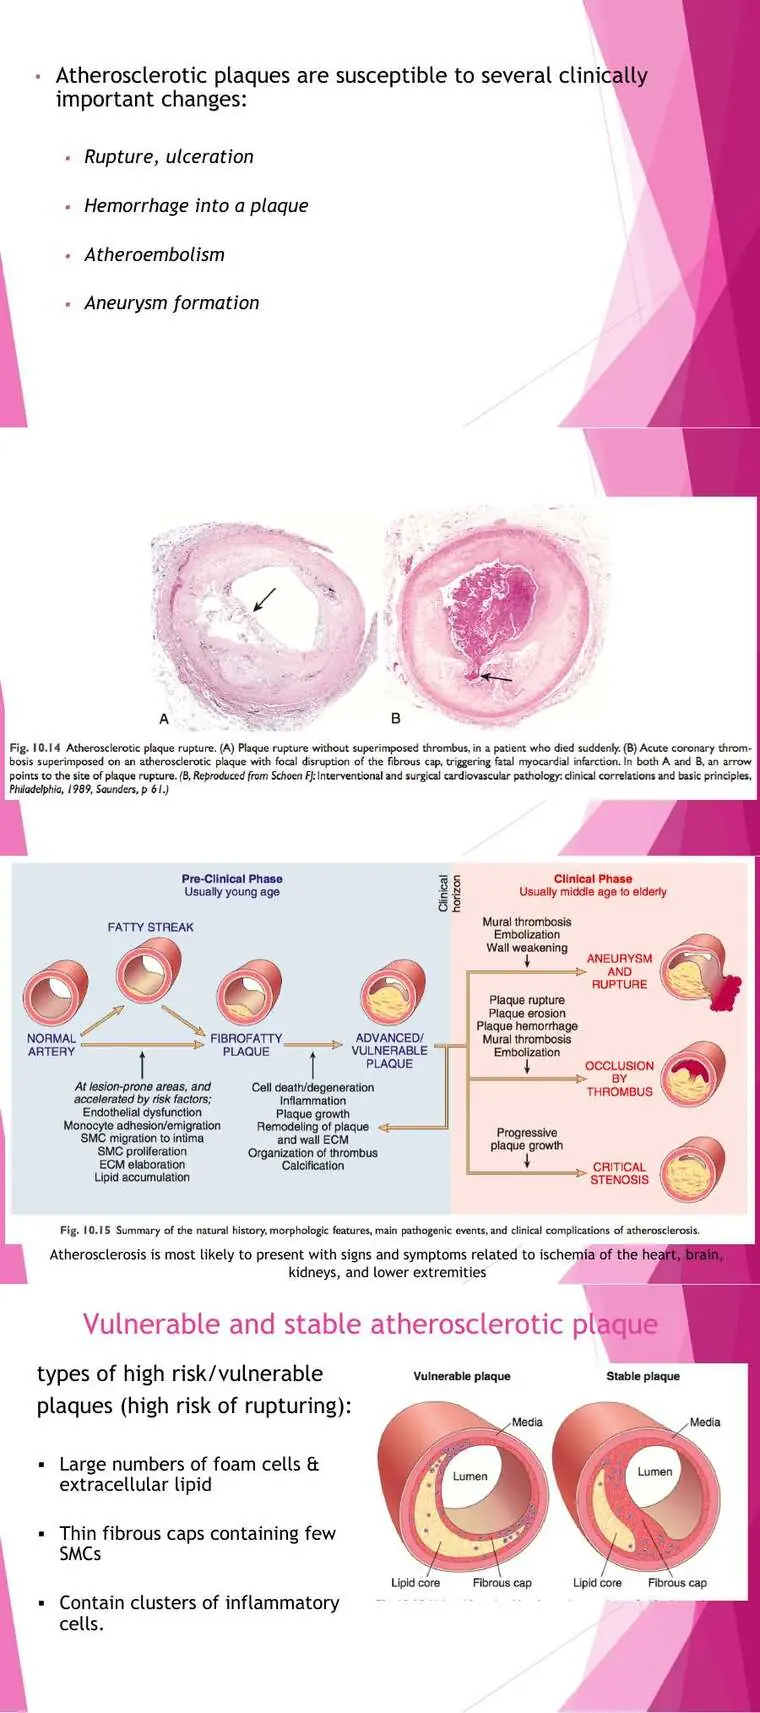 Atherosclerotic plaques are susceptible to several clinically
important changes:
Rupture, ulceration
Hemorrhage into a plaque
Atheroembolism
Aneurysm formation
A
B
Fig. 10.14 Atherosclerotic plaque rupture. (A) Plaque rupture without superimposed thrombus, in a patient who died suddenly. (B) Acute coronary throm-
bosis superimposed on an atherosclerotic plaque with focal disruption of the fibrous cap, triggering fatal myocardial infarction. In both A and B, an arrow
points to the site of plaque rupture. (B, Reproduced from Schoen FJ: Interventional and surgical cardiovascular pathology: clinical correlations and basic principles,
Philadelphia, 1989, Saunders, p 61.)
Pre-Clinical Phase
Usually young age
Clinical
horizon
Clinical Phase
Usually middle age to elderly
FATTY STREAK
NORMAL
ARTERY
FIBROFATTY
PLAQUE
ADVANCED/
VULNERABLE
PLAQUE
At lesion-prone areas, and
accelerated by risk factors;
Endothelial dysfunction
Monocyte adhesion/emigration
SMC migration to intima
SMC proliferation
ECM elaboration
Lipid accumulation
Cell death/degeneration
Inflammation
Plaque growth
Remodeling of plaque
and wall ECM
Organization of thrombus
Calcification
Mural thrombosis
Embolization
Wall weakening
ANEURYSM
AND
RUPTURE
Plaque rupture
Plaque erosion
Plaque hemorrhage
Mural thrombosis
Embolization
OCCLUSION
BY
THROMBUS
Progressive
plaque growth
CRITICAL
STENOSIS
Fig. 10.15 Summary of the natural history, morphologic features, main pathogenic events, and clinical complications of atherosclerosis.
Atherosclerosis is most likely to present with signs and symptoms related to ischemia of the heart, brain,
kidneys, and lower extremities
Vulnerable and stable atherosclerotic plaque
types of high risk/vulnerable
plaques (high risk of rupturing):
Large numbers of foam cells &
extracellular lipid
Thin fibrous caps containing few
SMCs
Contain clusters of inflammatory
cells.
Vulnerable plaque
Media
Lumen
Lipid core
Fibrous cap
Stable plaque
Media
Lumen
Lipid core
Fibrous cap